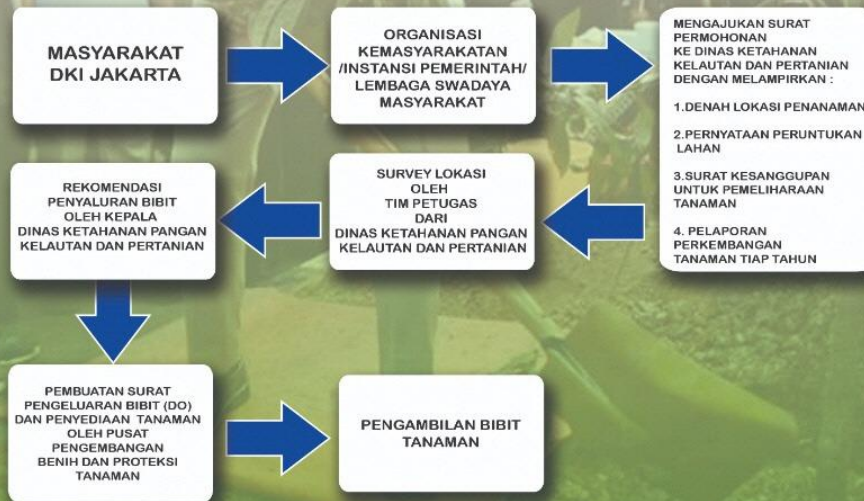 MASYARAKAT
DKI JAKARTA
ORGANISASI
KEMASYARAKATAN
/INSTANSI PEMERINTAH/
LEMBAGA SWADAYA
MASYARAKAT
MENGAJUKAN SURAT
PERMOHONAN
KE DINAS KETAHANAN
KELAUTAN DAN PERTANIAN
DENGAN MELAMPIRKAN :
1.DENAH LOKASI PENANAMAN
2.PERNYATAAN PERUNTUKAN
LAHAN
3.SURAT KESANGGUPAN
UNTUK PEMELIHARAAN
TANAMAN
4. PELAPORAN
PERKEMBANGAN
TANAMAN TIAP TAHUN
SURVEY LOKASI
OLEH
TIM PETUGAS
DARI
DINAS KETAHANAN PANGAN
KELAUTAN DAN PERTANIAN
REKOMENDASI
PENYALURAN BIBIT
OLEH KEPALA
DINAS KETAHANAN PANGAN
KELAUTAN DAN PERTANIAN
PEMBUATAN SURAT
PENGELUARAN BIBIT (DO)
DAN PENYEDIAAN TANAMAN
OLEH PUSAT
PENGEMBANGAN
BENIH DAN PROTEKSI
TANAMAN
PENGAMBILAN BIBIT
TANAMAN